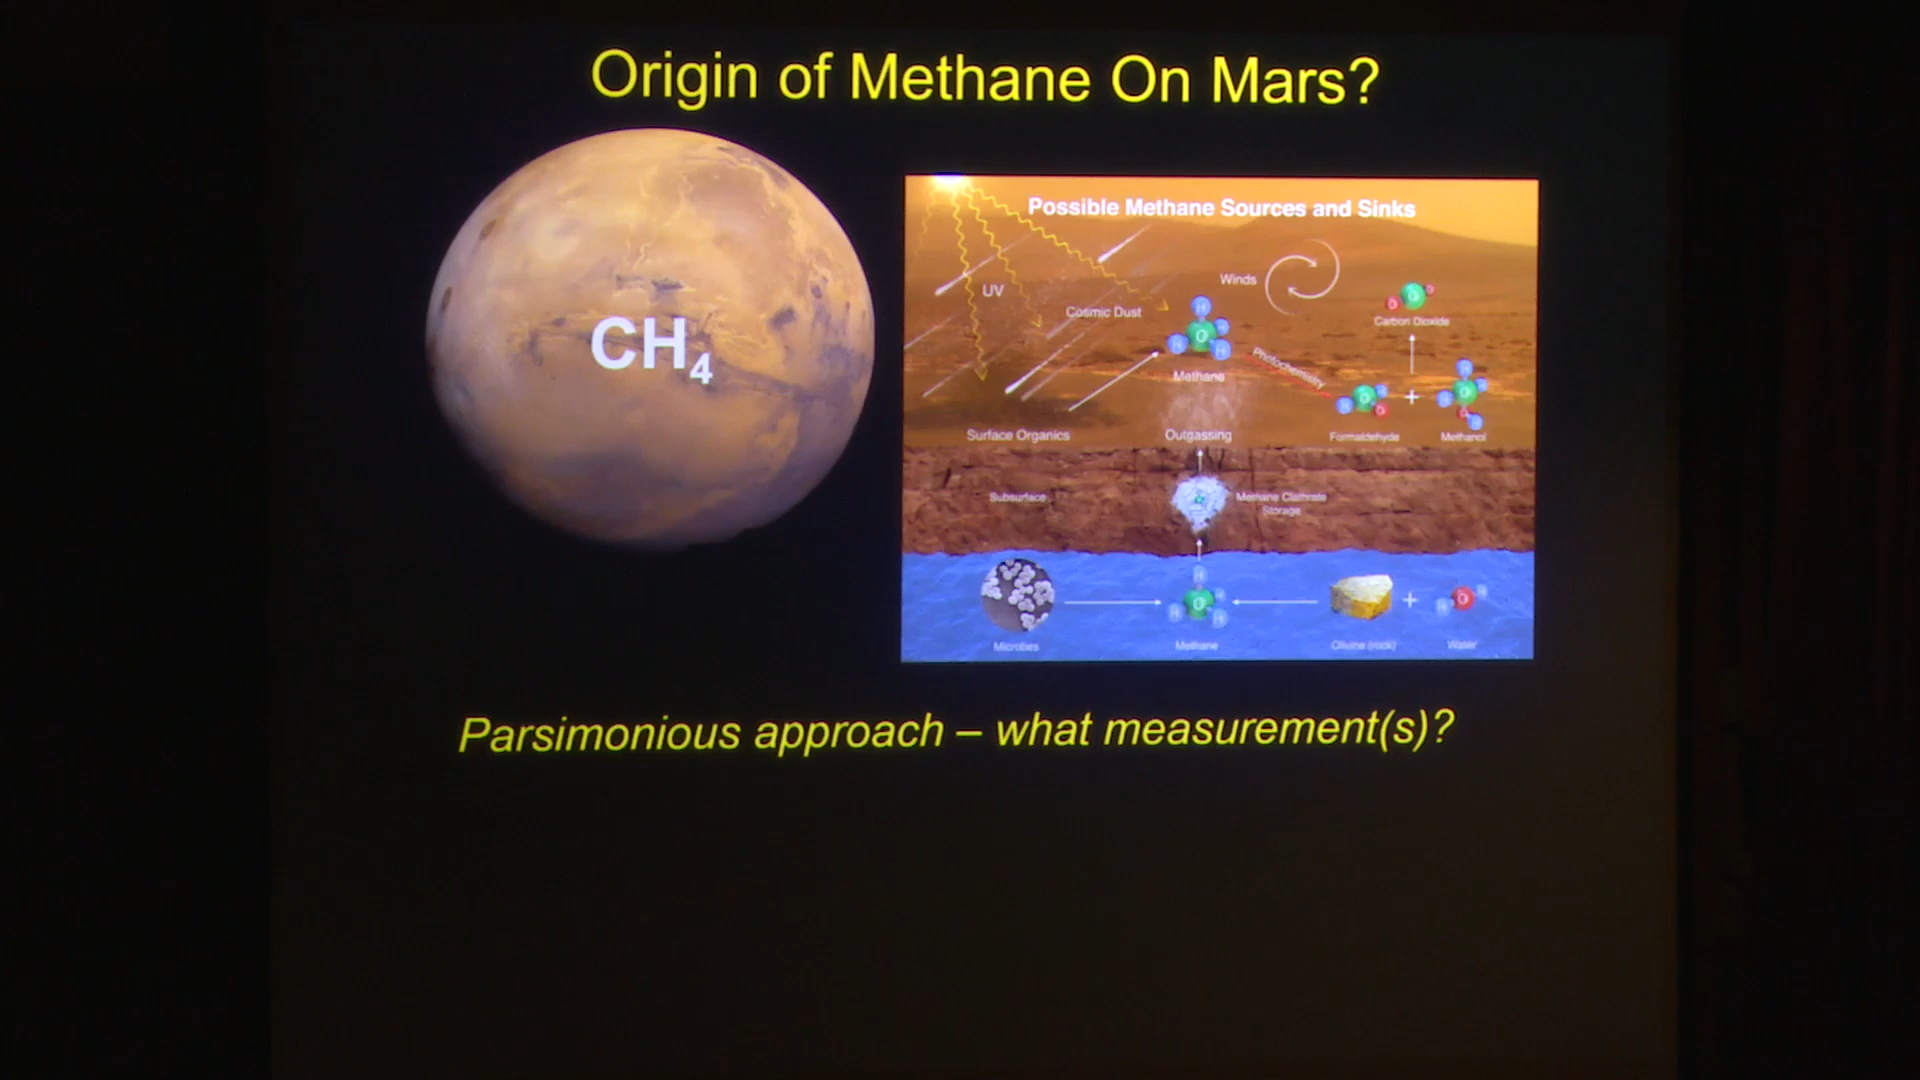 Origin of Methane On Mars?
CH₄
Possible Methane Sources and Sinks
Winds
UV
Cosmic Dust
Carbon Dioxide
Photochemistry
Methane
Surface Organics
Outgassing
Formaldehyde
+
Methanol
Subsurface
Methane Clathrate
Storage
Microbes
Methane
Olivine (rock)
+
Water
Parsimonious approach – what measurement(s)?